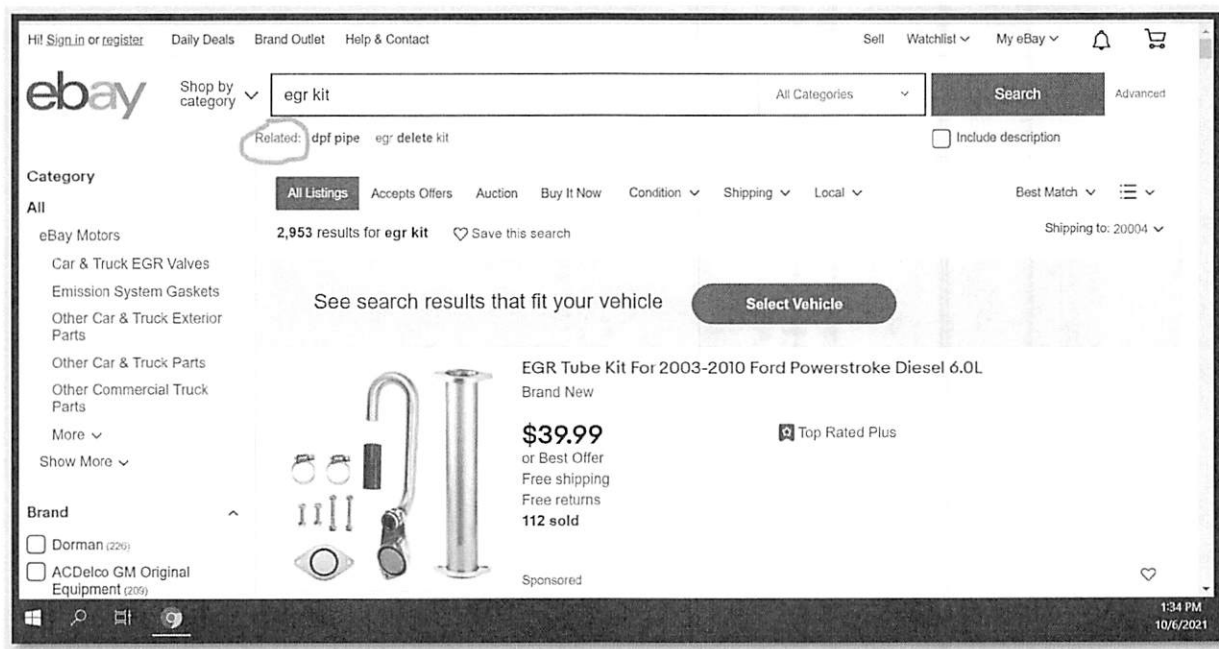 Hi! Sign in or register Daily Deals Brand Outlet Help & Contact Sell Watchlist My eBay
ebay Shop by category egr kit All Categories Search Advanced
Related: dpf pipe egr delete kit Include description
Category
All Listings Accepts Offers Auction Buy It Now Condition Shipping Local Best Match
All
2,953 results for egr kit Save this search Shipping to: 20004
eBay Motors
Car & Truck EGR Valves
Emission System Gaskets
Other Car & Truck Exterior
Parts
Other Car & Truck Parts
Other Commercial Truck
Parts
More
Show More
Brand
Dorman (226)
ACDelco GM Original
Equipment (209)
See search results that fit your vehicle Select Vehicle
EGR Tube Kit For 2003-2010 Ford Powerstroke Diesel 6.0L
Brand New
$39.99 Top Rated Plus
or Best Offer
Free shipping
Free returns
112 sold
Sponsored
1:34 PM
10/6/2021